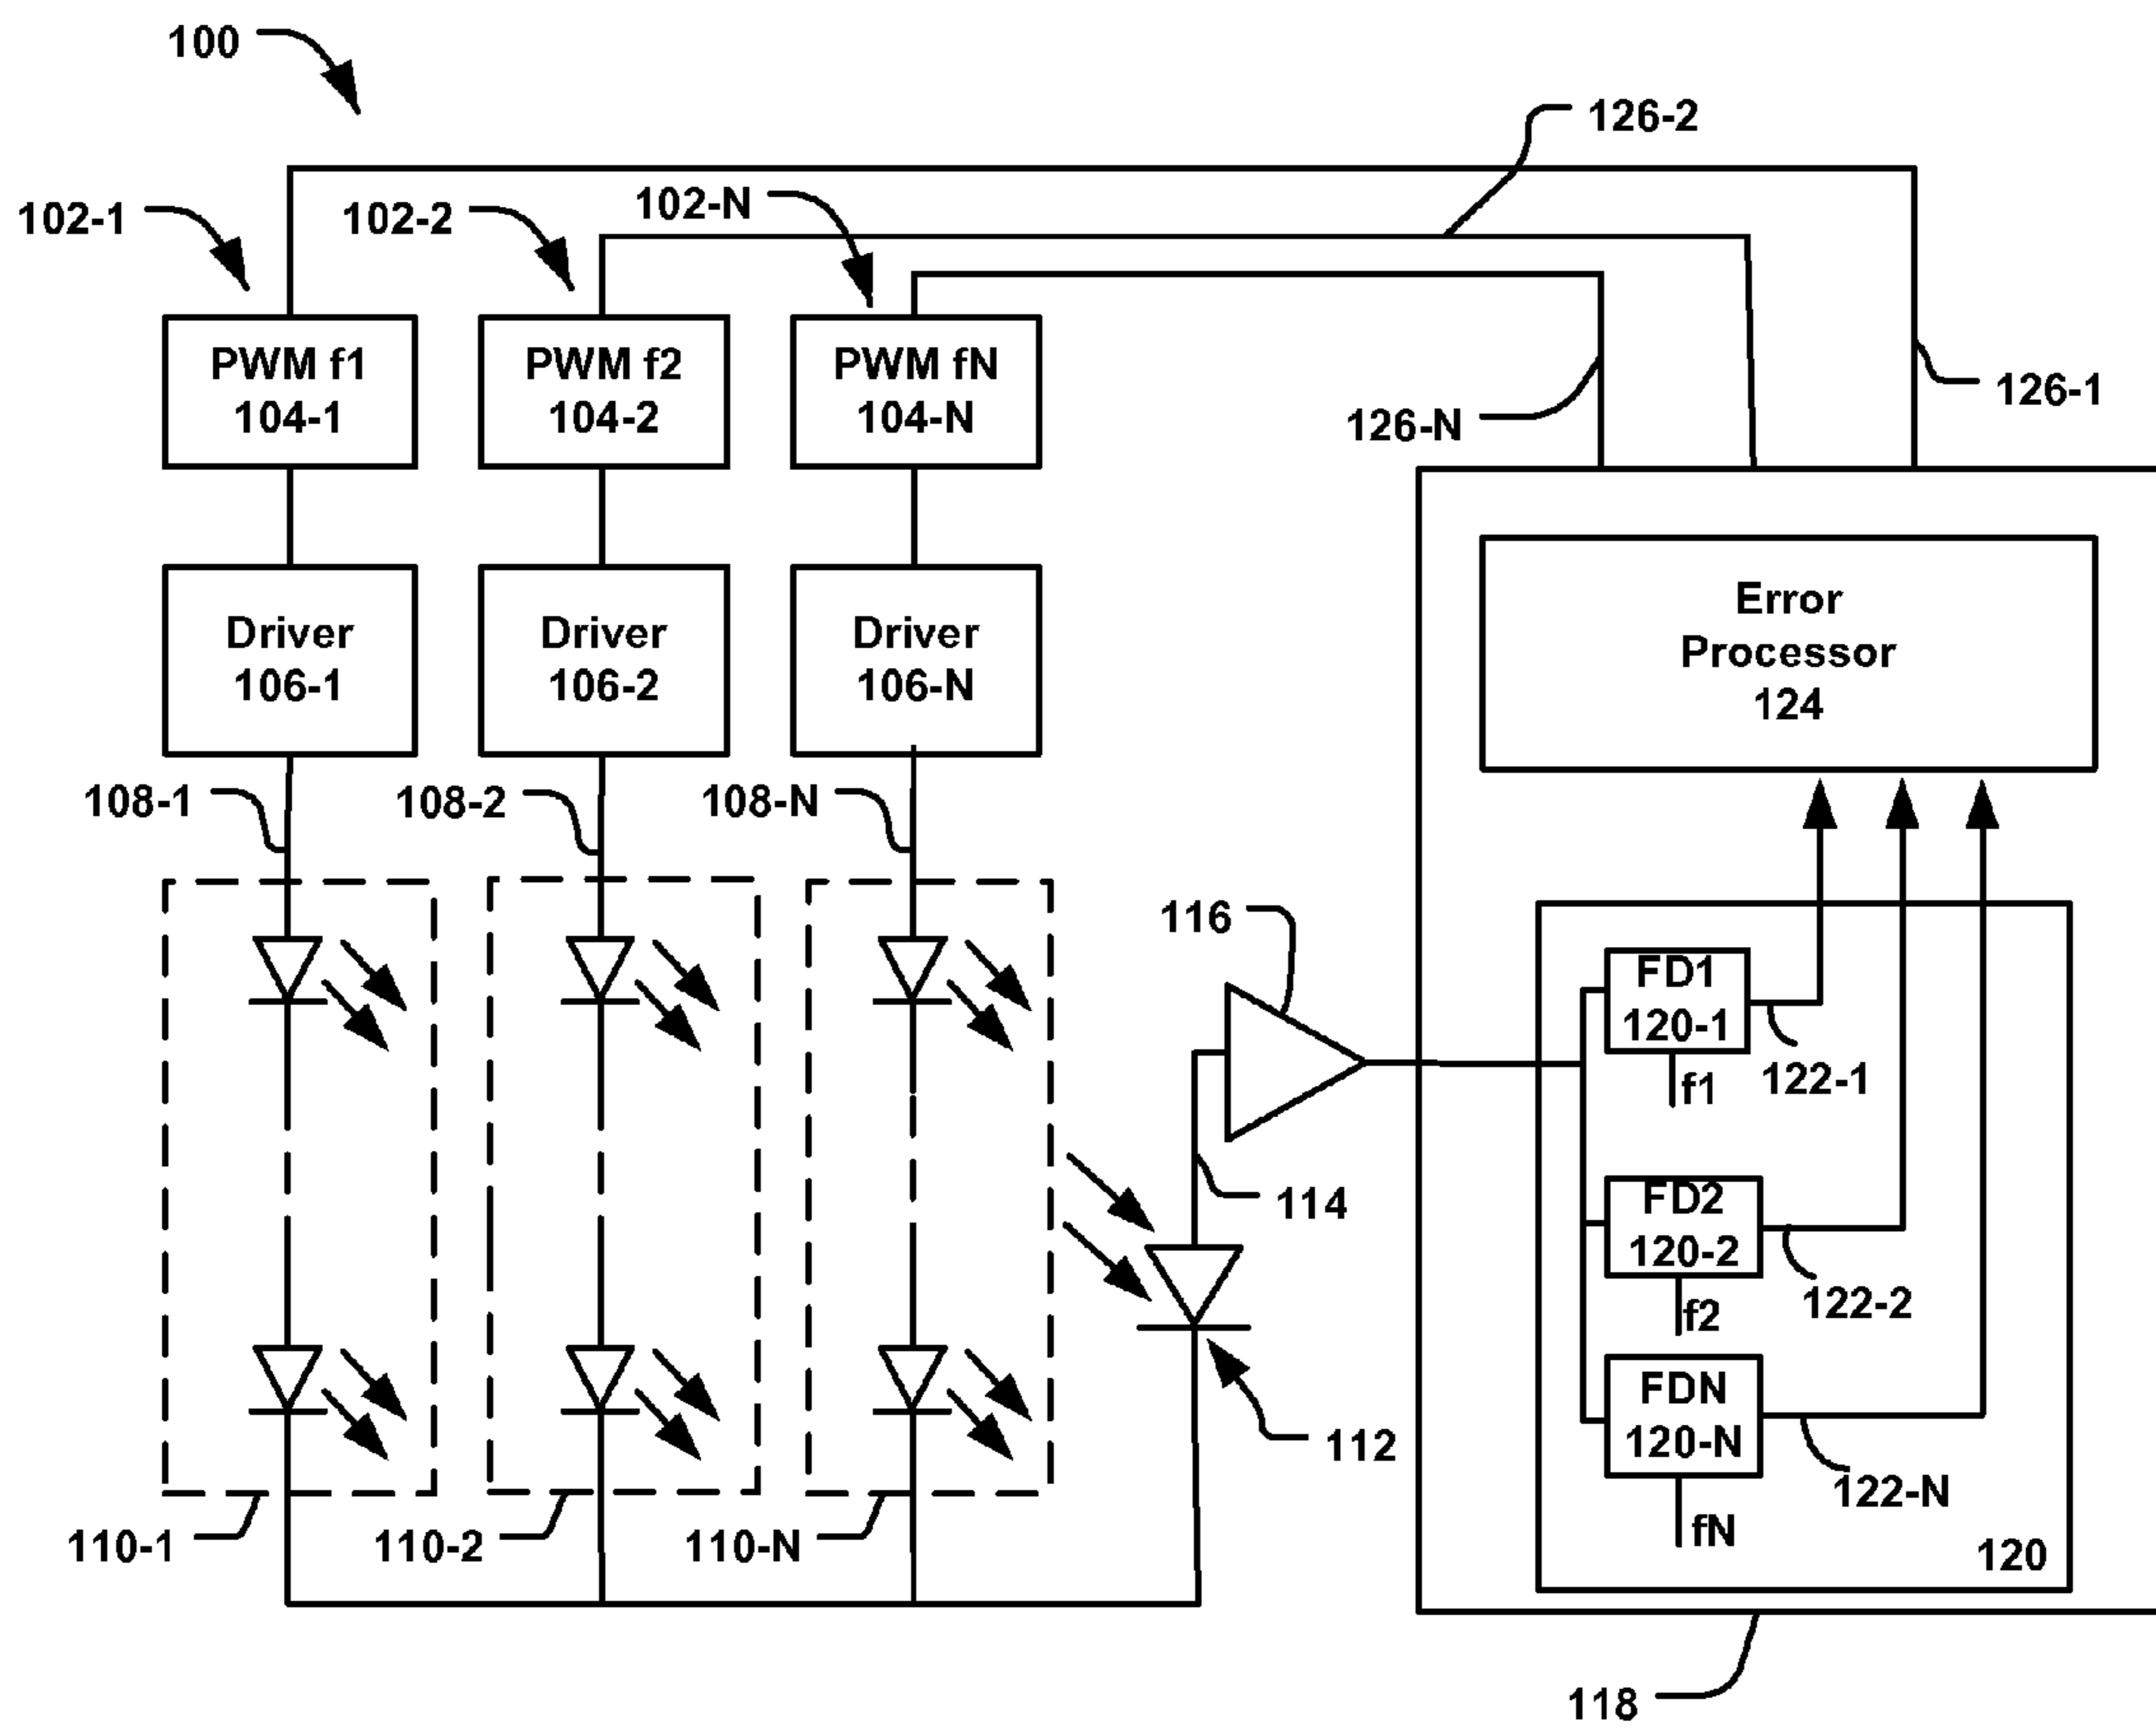 100
126-2
102-1
102-2
102-N
PWM f1
104-1
PWM f2
104-2
PWM fN
104-N
126-N
126-1
Driver
106-1
Driver
106-2
Driver
106-N
Error
Processor
124
108-1
108-2
108-N
116
FD1
120-1
f1
122-1
114
FD2
120-2
f2
122-2
FDN
120-N
fN
122-N
112
110-1
110-2
110-N
120
118